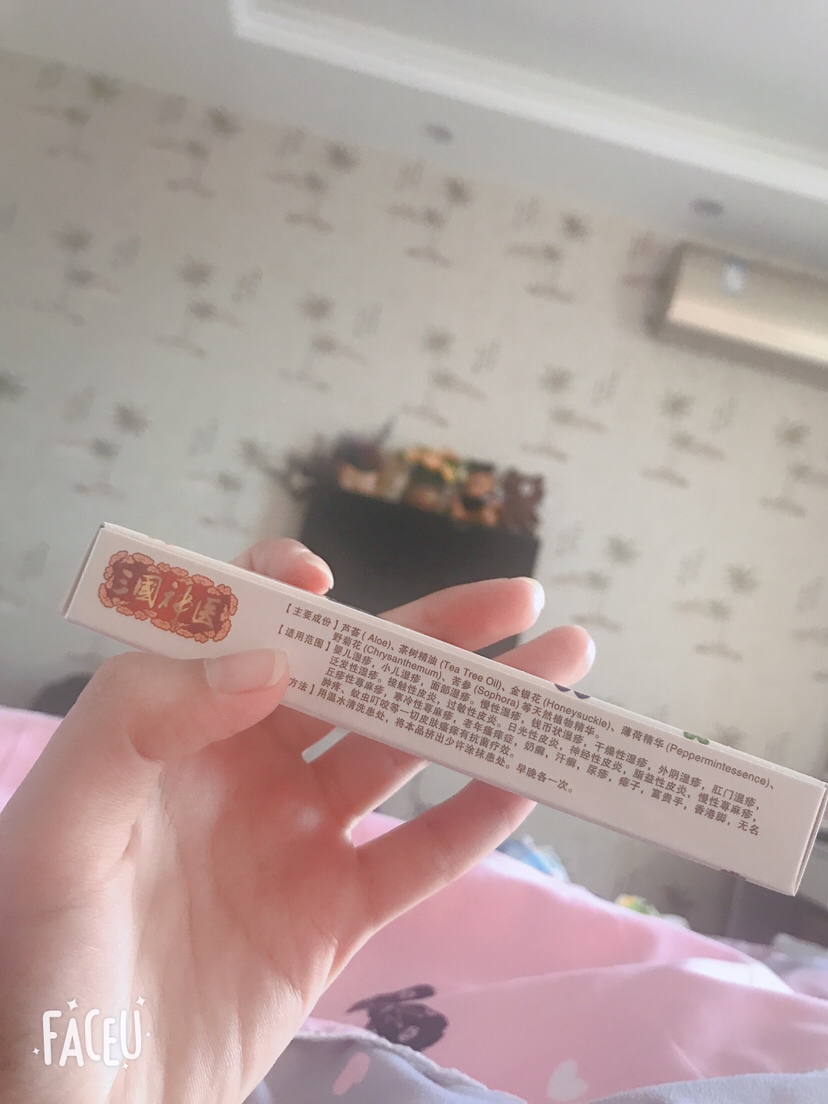 三國神医
【主要成份】芦荟( Aloe)、茶树精油 (Tea Tree Oil)、金银花 (Honeysuckle)、薄荷精华 (Peppermintessence)、
野菊花 (Chrysanthemum)、苦参 (Sophora) 等天然植物精华。
【适用范围】婴儿湿疹，小儿湿疹，面部湿疹。慢性湿疹，钱币状湿疹，干燥性湿疹，外阴湿疹，肛门湿疹，
泛发性湿疹。接触性皮炎，过敏性皮炎。日光性皮炎，神经性皮炎，脂益性皮炎，慢性荨麻疹，
丘疹性荨麻疹，寒冷性荨麻疹，老年瘙痒症，奶癣，汗癣，尿疹，痱子，富贵手，香港脚，无名
肿疼、蚊虫叮咬等一切皮肤瘙痒有抗菌疗效。
方法】用温水清洗患处，将本品挤出少许涂抹患处。早晚各一次。
FACEU